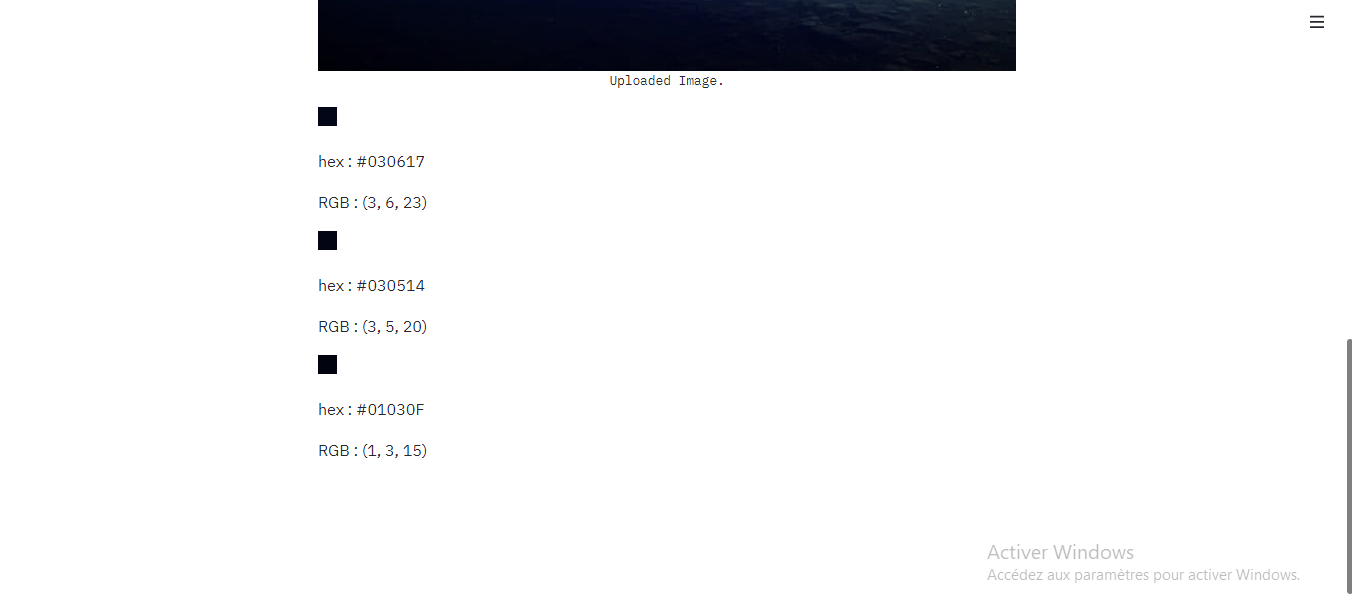 Uploaded Image.
hex : #030617
RGB : (3, 6, 23)
hex : #030514
RGB : (3, 5, 20)
hex : #01030F
RGB : (1, 3, 15)
Activer Windows
Accédez aux paramètres pour activer Windows.